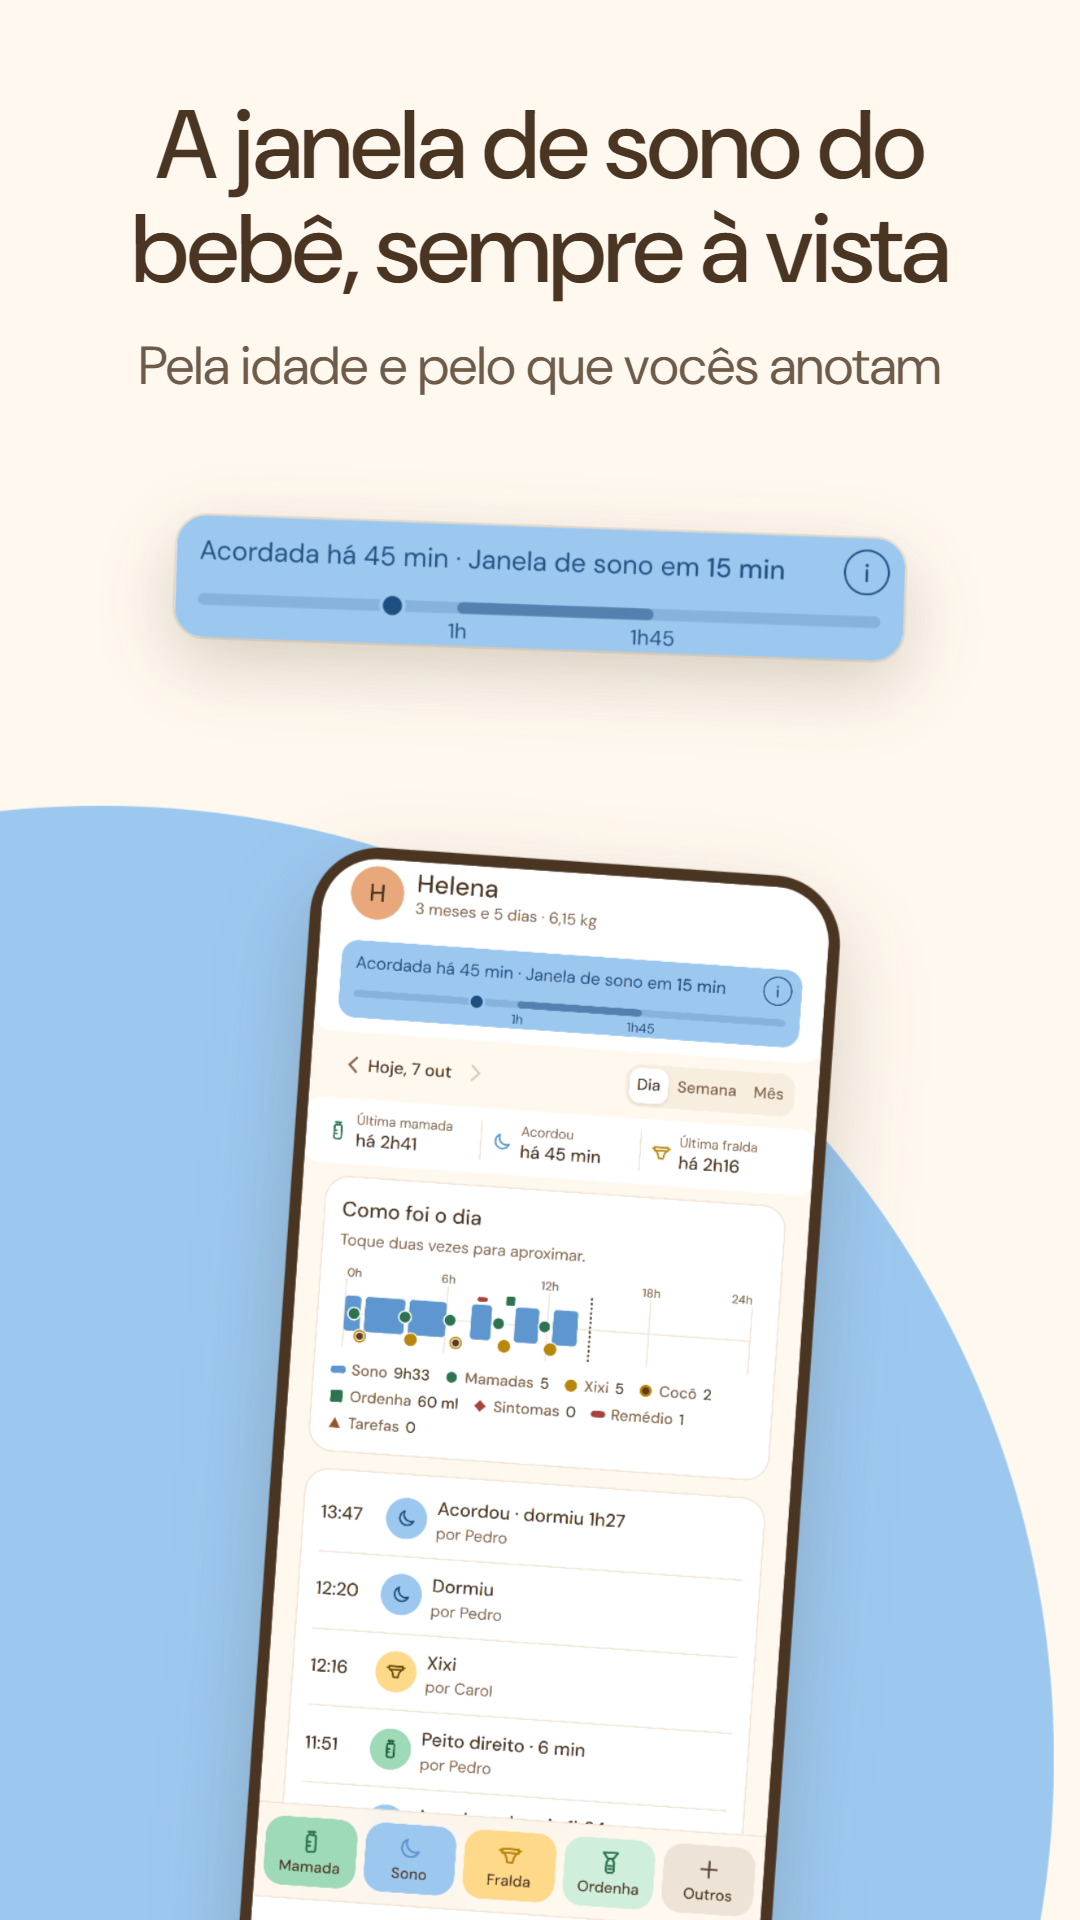 A janela de sono do
bebê, sempre à vista
Pela idade e pelo que vocês anotam
Acordada há 45 min · Janela de sono em 15 min
i
1h
1h45
H
Helena
3 meses e 5 dias · 6,15 kg
Acordada há 45 min · Janela de sono em 15 min
i
1h
1h45
Hoje, 7 out
Dia
Semana
Mês
Última mamada
há 2h41
Acordou
há 45 min
Última fralda
há 2h16
Como foi o dia
Toque duas vezes para aproximar.
0h
6h
12h
18h
24h
Sono 9h33
Mamadas 5
Xixi 5
Cocô 2
Ordenha 60 ml
Sintomas 0
Remédio 1
Tarefas 0
13:47
Acordou · dormiu 1h27
por Pedro
12:20
Dormiu
por Pedro
12:16
Xixi
por Carol
11:51
Peito direito · 6 min
por Pedro
Mamada
Sono
Fralda
Ordenha
Outros